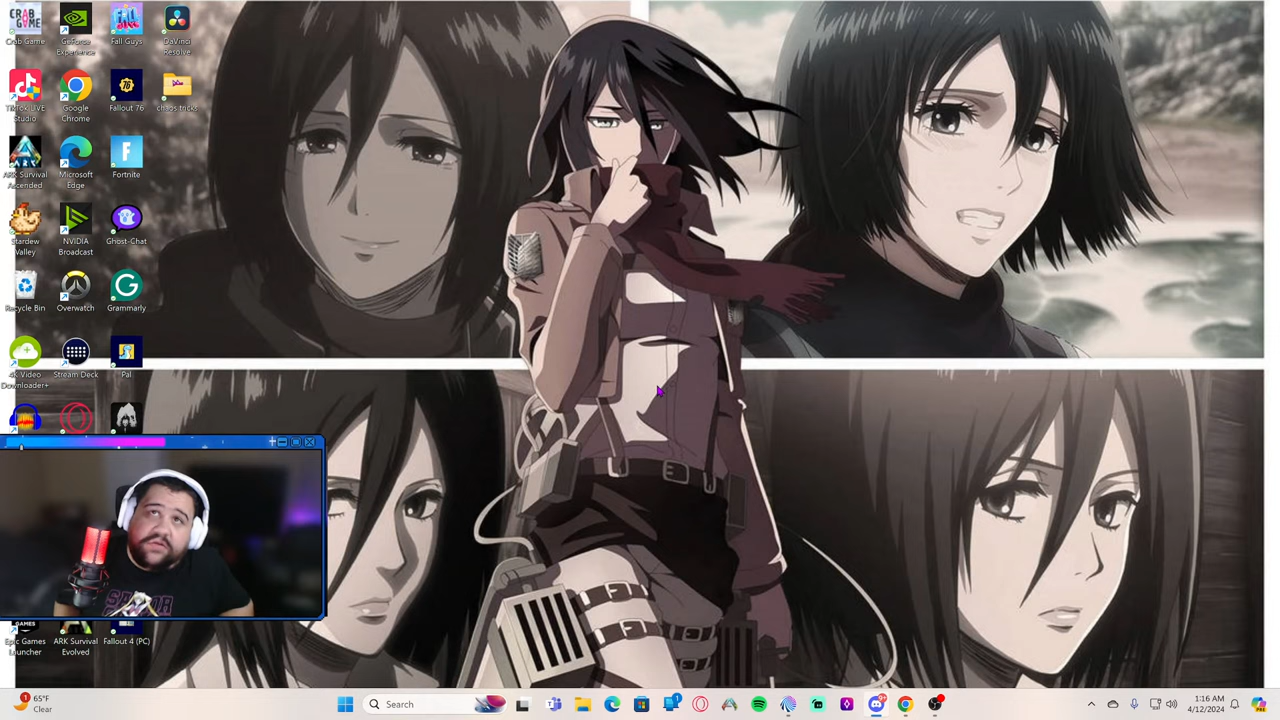 Crab Game
GeForce Experience
Fall Guys
DaVinci Resolve
TikTok LIVE Studio
Google Chrome
Fallout 76
chaos tricks
ARK Survival Ascended
Microsoft Edge
Fortnite
Stardew Valley
NVIDIA Broadcast
Ghost-Chat
Recycle Bin
Overwatch
Grammarly
4K Video Downloader+
Stream Deck
Pal
Epic Games Launcher
ARK Survival Evolved
Fallout 4 (PC)
1
65°F
Clear
Search
1
9+
1:16 AM
4/12/2024